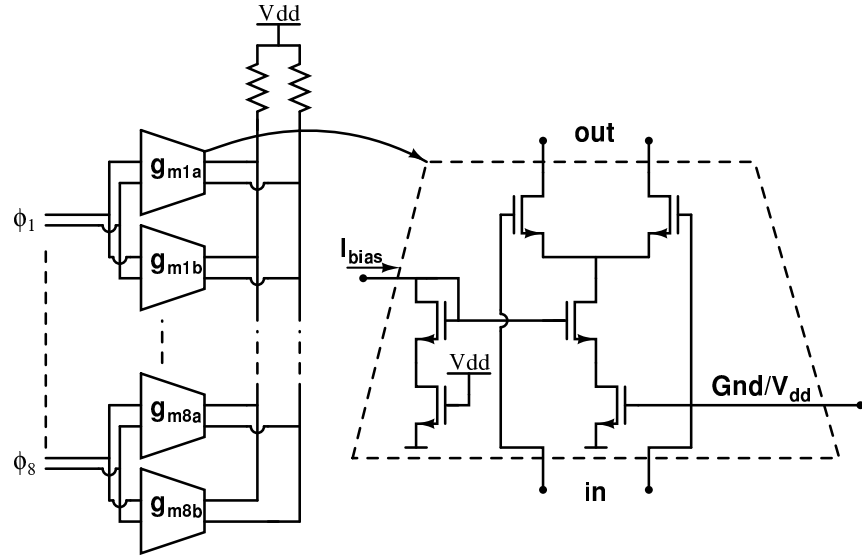 Vdd
gm1a
ϕ1
gm1b
gm8a
ϕ8
gm8b
out
Ibias
Vdd
Gnd/Vdd
in